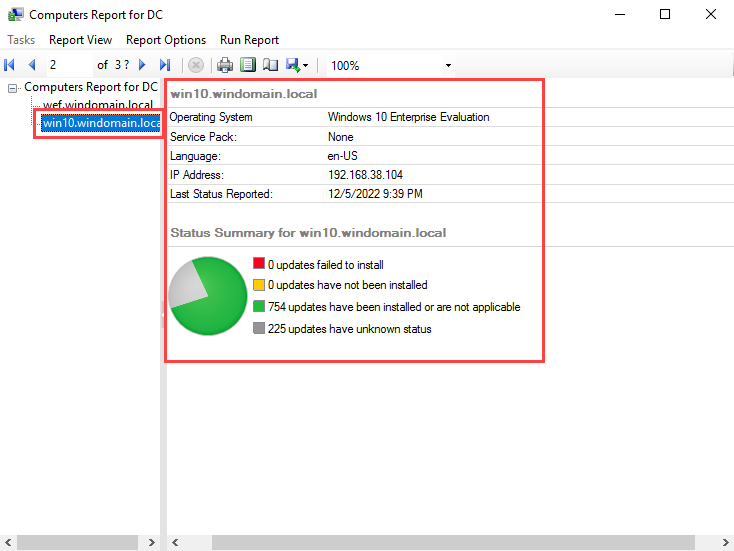 Computers Report for DC
Tasks Report View Report Options Run Report
2 of 3 ? 100%
Computers Report for DC
wef.windomain.local
win10.windomain.loca
win10.windomain.local
Operating System Windows 10 Enterprise Evaluation
Service Pack: None
Language: en-US
IP Address: 192.168.38.104
Last Status Reported: 12/5/2022 9:39 PM
Status Summary for win10.windomain.local
0 updates failed to install
0 updates have not been installed
754 updates have been installed or are not applicable
225 updates have unknown status